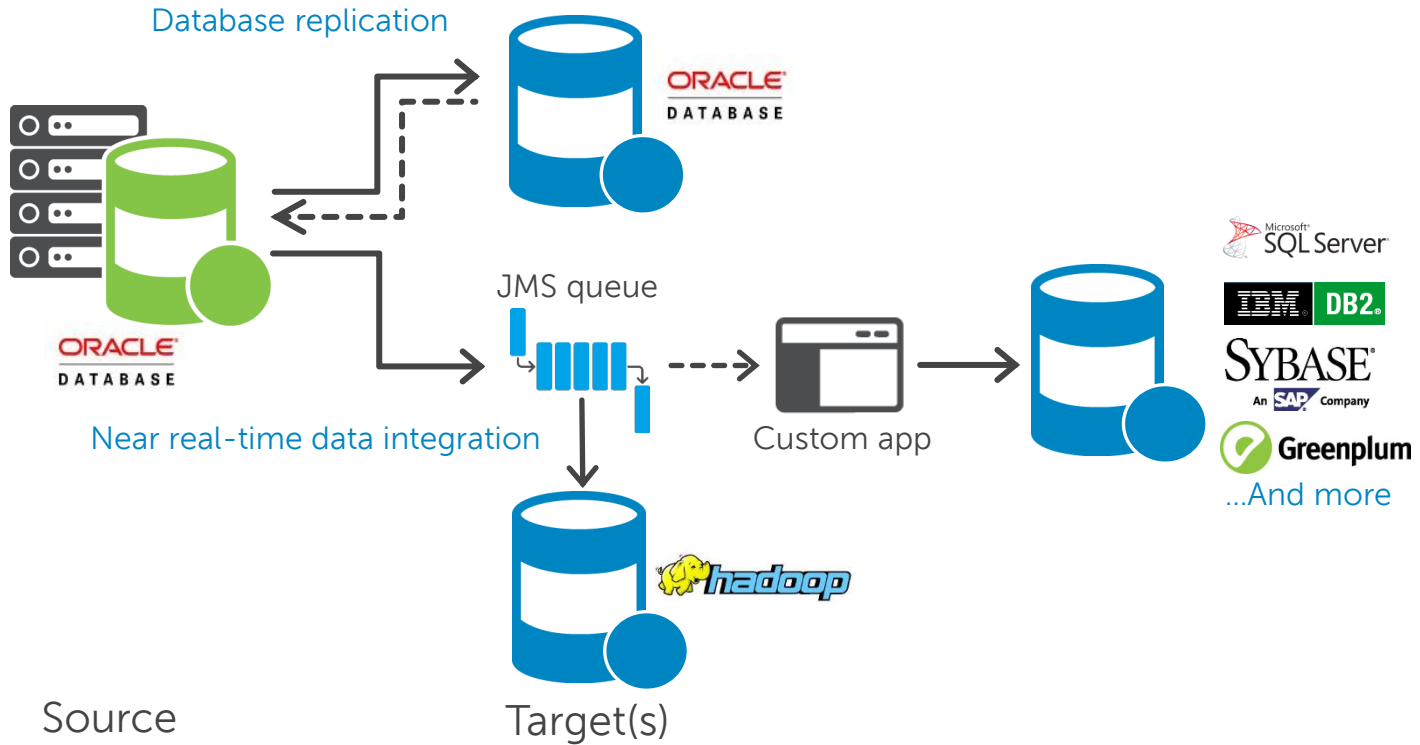 Database replication
ORACLE
DATABASE
ORACLE
DATABASE
Near real-time data integration
JMS queue
Custom app
Microsoft
SQL Server
IBM. DB2.
SYBASE
An SAP Company
Greenplum
...And more
hadoop
Source
Target(s)